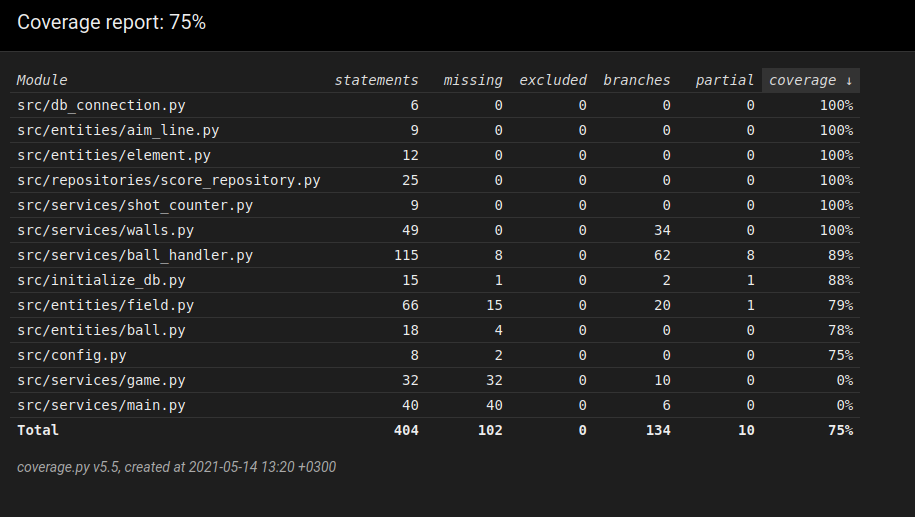 Coverage report: 75%
Module statements missing excluded branches partial coverage ↓
src/db_connection.py 6 0 0 0 0 100%
src/entities/aim_line.py 9 0 0 0 0 100%
src/entities/element.py 12 0 0 0 0 100%
src/repositories/score_repository.py 25 0 0 0 0 100%
src/services/shot_counter.py 9 0 0 0 0 100%
src/services/walls.py 49 0 0 34 0 100%
src/services/ball_handler.py 115 8 0 62 8 89%
src/initialize_db.py 15 1 0 2 1 88%
src/entities/field.py 66 15 0 20 1 79%
src/entities/ball.py 18 4 0 0 0 78%
src/config.py 8 2 0 0 0 75%
src/services/game.py 32 32 0 10 0 0%
src/services/main.py 40 40 0 6 0 0%
Total 404 102 0 134 10 75%
coverage.py v5.5, created at 2021-05-14 13:20 +0300